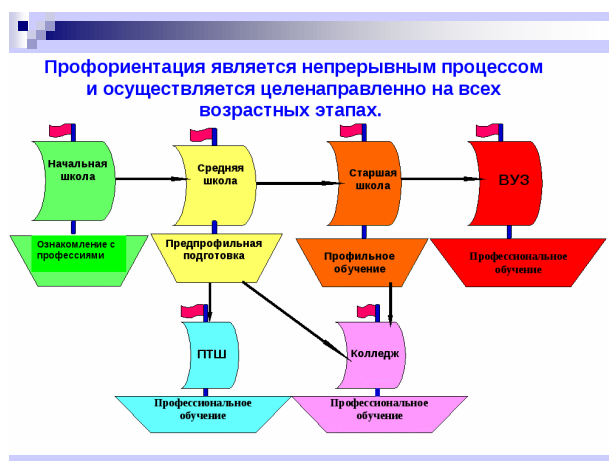 Профориентация является непрерывным процессом
и осуществляется целенаправленно на всех
возрастных этапах.
Начальная
школа
Средняя
школа
Старшая
школа
ВУЗ
Ознакомление с
профессиями
Предпрофильная
подготовка
Профильное
обучение
Профессиональное
обучение
ПТШ
Колледж
Профессиональное
обучение
Профессиональное
обучение